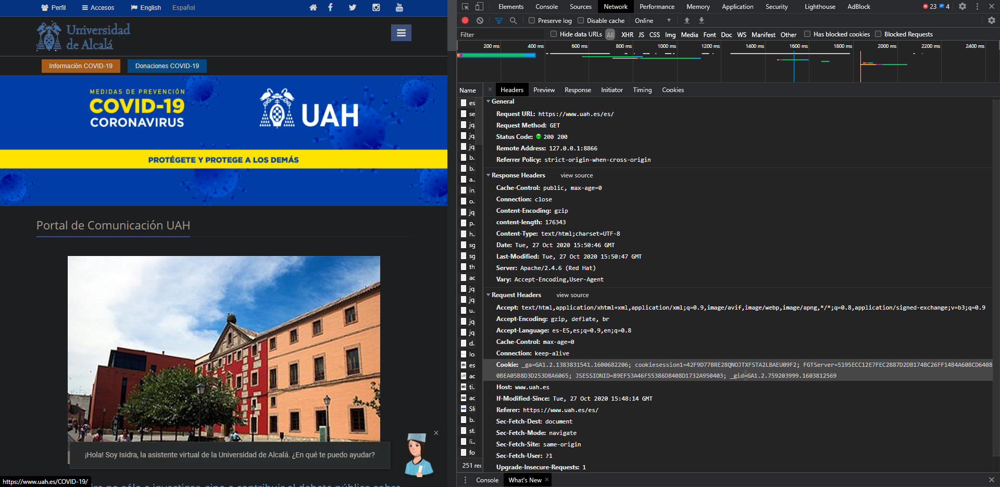 Perfil
Accesos
English
Español
Universidad
de Alcalá
Información COVID-19
Donaciones COVID-19
MEDIDAS DE PREVENCIÓN
COVID-19
CORONAVIRUS
UAH
PROTÉGETE Y PROTEGE A LOS DEMÁS
Portal de Comunicación UAH
¡Hola! Soy Isidra, la asistente virtual de la Universidad de Alcalá. ¿En qué te puedo ayudar?
https://www.uah.es/COVID-19/
Elements Console Sources Network Performance Memory Application Security Lighthouse AdBlock 23 4
Preserve log Disable cache Online
Filter Hide data URLs All XHR JS CSS Img Media Font Doc WS Manifest Other Has blocked cookies Blocked Requests
200 ms 400 ms 600 ms 800 ms 1000 ms 1200 ms 1400 ms 1600 ms 1800 ms 2000 ms 2200 ms 2400 ms
Name
es
se
jq
jq
jq
b..
b..
a..
in.
o..
jq
p..
h..
sg
sg
th
ac
jq
jq
u..
jq
jq
d..
lo.
es
ac
ti..
ac
Sli
b..
st.
li..
fo
251 rec
Headers Preview Response Initiator Timing Cookies
General
Request URL: https://www.uah.es/es/
Request Method: GET
Status Code: 200 200
Remote Address: 127.0.0.1:8866
Referrer Policy: strict-origin-when-cross-origin
Response Headers view source
Cache-Control: public, max-age=0
Connection: close
Content-Encoding: gzip
content-length: 176343
Content-Type: text/html;charset=UTF-8
Date: Tue, 27 Oct 2020 15:50:46 GMT
Last-Modified: Tue, 27 Oct 2020 15:50:47 GMT
Server: Apache/2.4.6 (Red Hat)
Vary: Accept-Encoding,User-Agent
Request Headers view source
Accept: text/html,application/xhtml+xml,application/xml;q=0.9,image/avif,image/webp,image/apng,*/*;q=0.8,application/signed-exchange;v=b3;q=0.9
Accept-Encoding: gzip, deflate, br
Accept-Language: es-ES,es;q=0.9,en;q=0.8
Cache-Control: max-age=0
Connection: keep-alive
Cookie: _ga=GA1.2.1383831541.1600682206; cookiesession1=42F9D77BRE28QNOJTXFSTA2LBAEU09F2; FGTServer=5195ECC12E7FEC2887D2DB174BC26FF14B4A608CD6408
0BEA05B8D3D253DBA6065; JSESSIONID=B9EF53A46F55386D8408D1732A950403; _gid=GA1.2.759203999.1603812569
Host: www.uah.es
If-Modified-Since: Tue, 27 Oct 2020 15:48:14 GMT
Referer: https://www.uah.es/es/
Sec-Fetch-Dest: document
Sec-Fetch-Mode: navigate
Sec-Fetch-Site: same-origin
Sec-Fetch-User: ?1
Upgrade-Insecure-Requests: 1
Console What's New